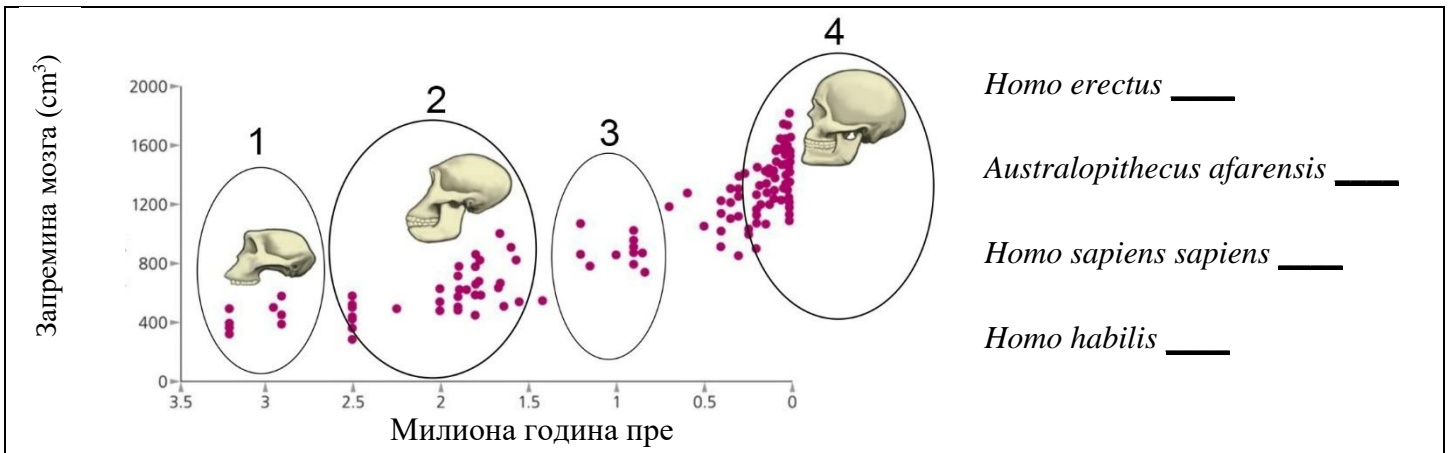 4
2000
2
1600
3
1
1200
800
400
0
3.5 3 2.5 2 1.5 1 0.5 0
Запремина мозга (cm³)
Милиона година пре
Homo erectus ____
Australopithecus afarensis ____
Homo sapiens sapiens ____
Homo habilis ____